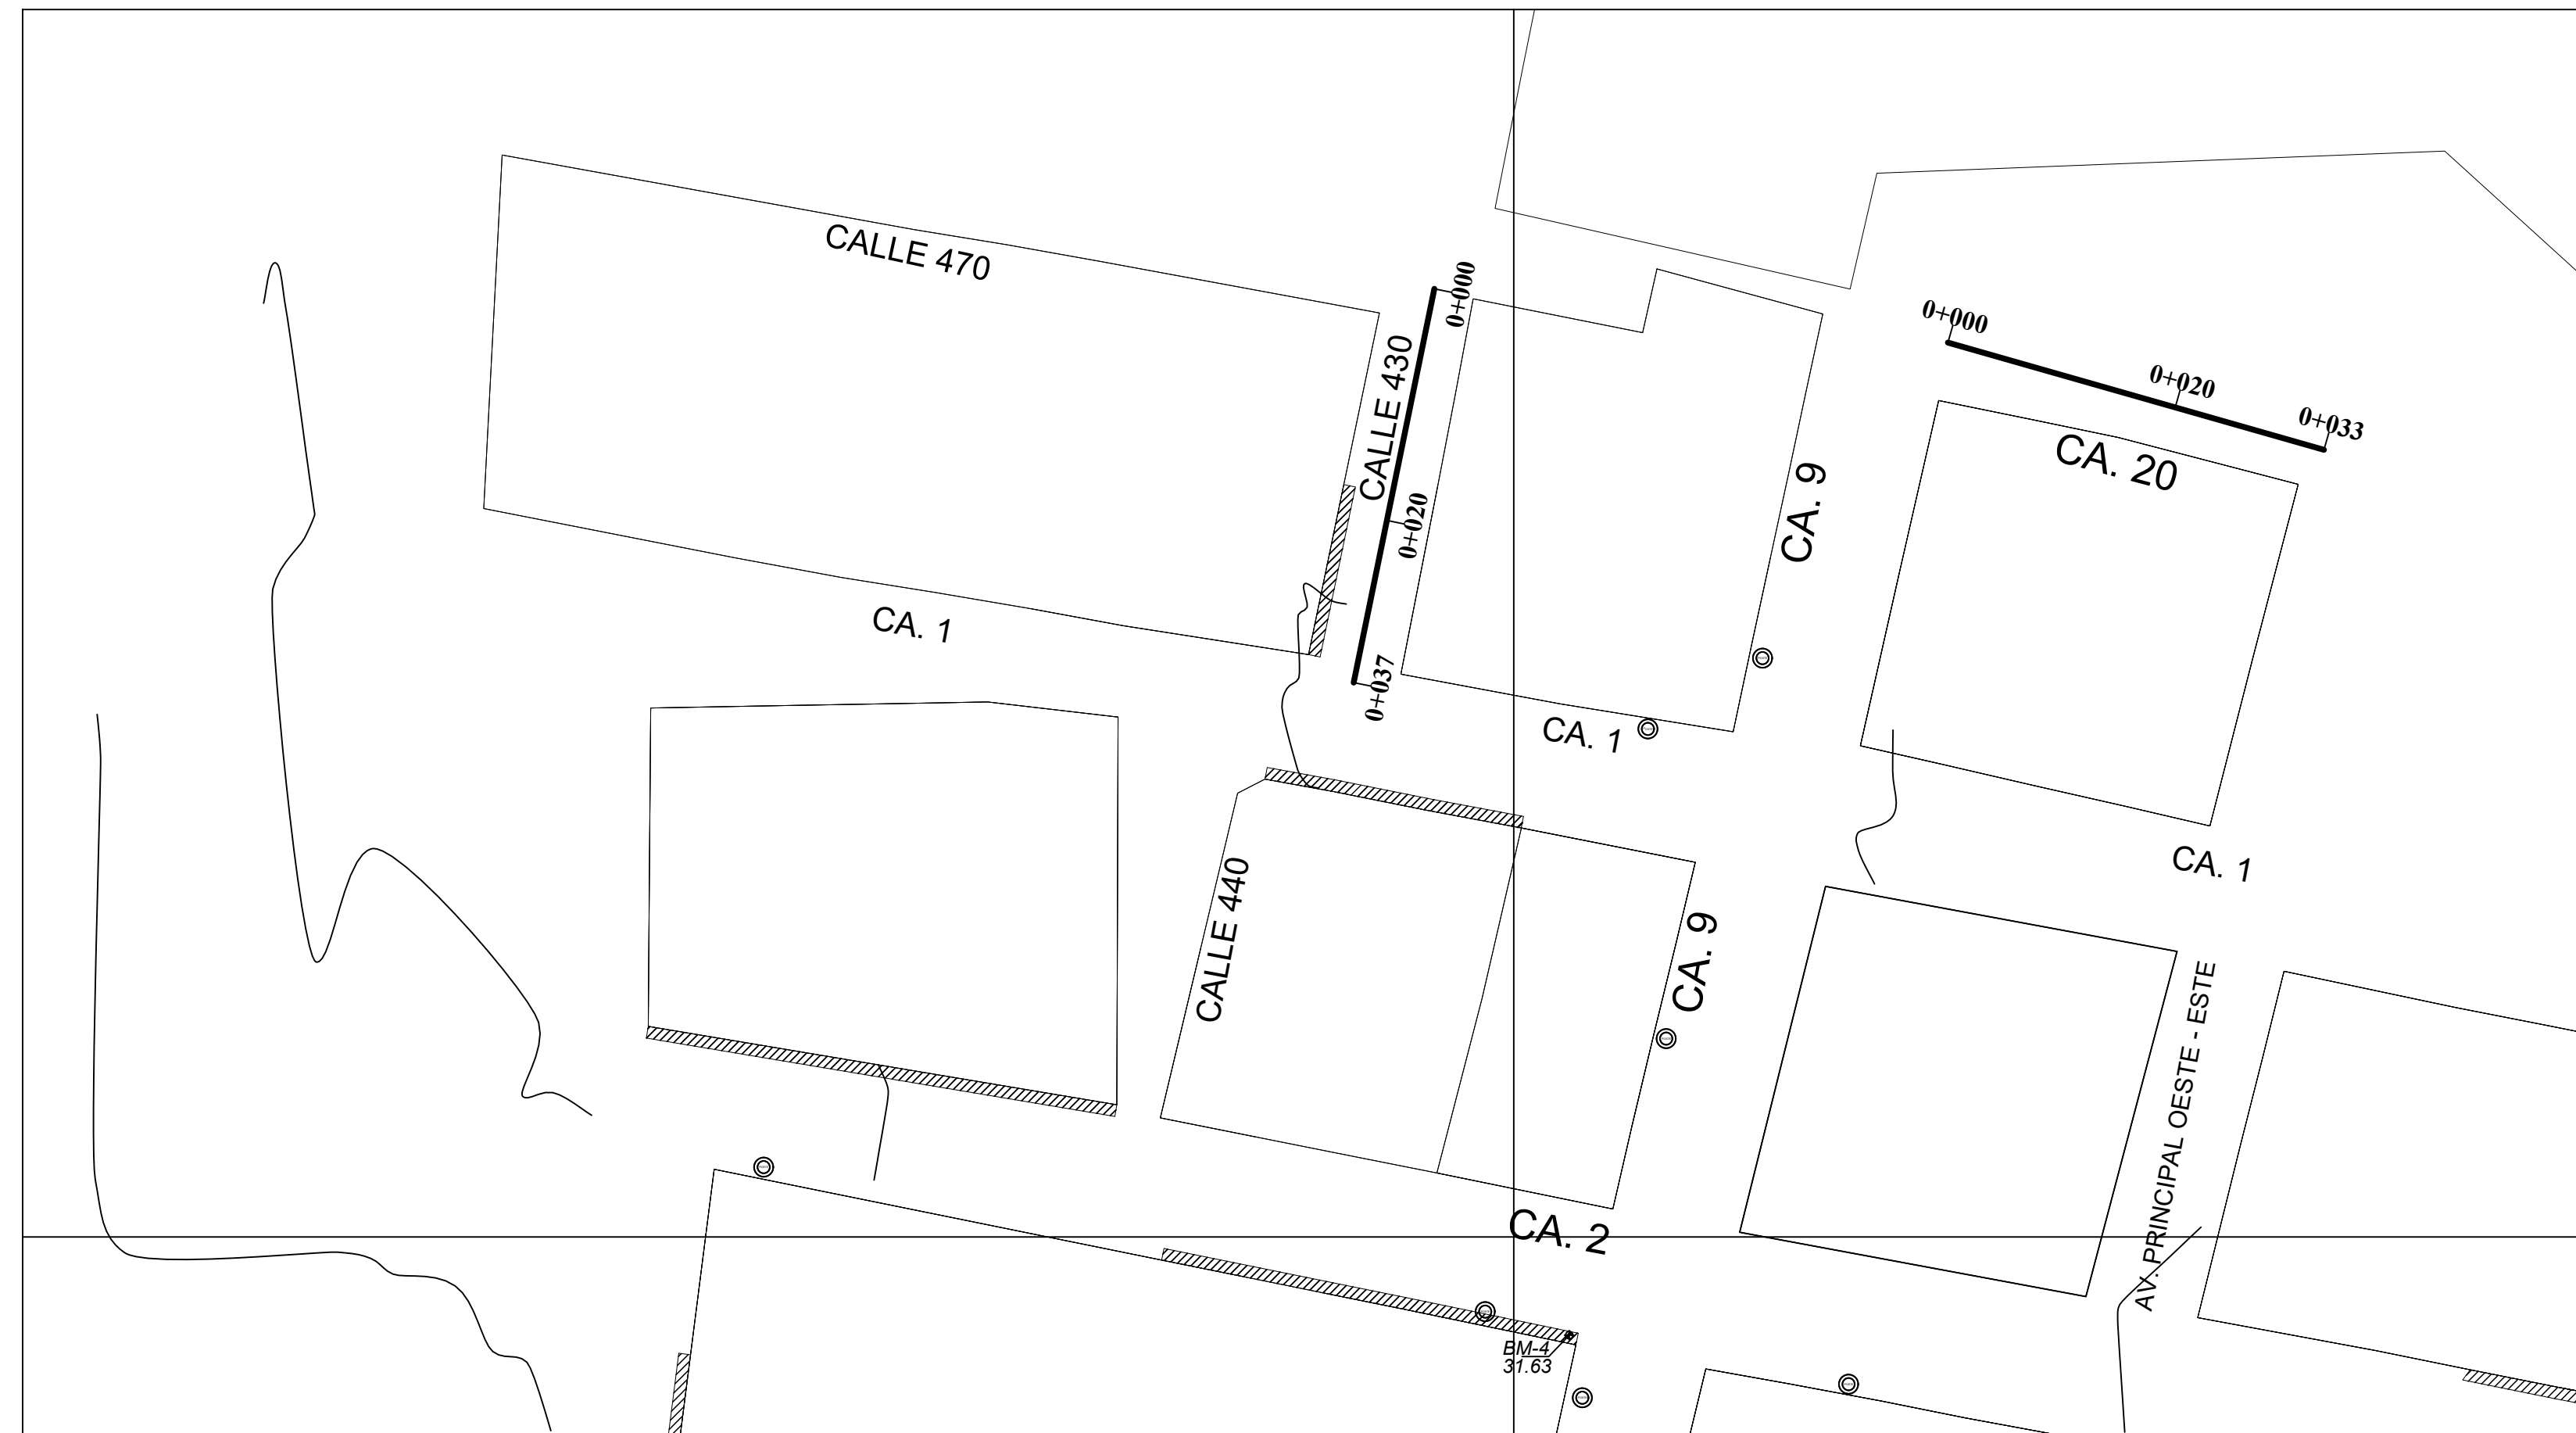 CALLE 470
0+000
0+000
CALLE 430
0+020
0+033
CA. 20
CA. 9
0+020
CA. 1
0+037
CA. 1
CA. 1
CALLE 440
CA. 9
AV. PRINCIPAL OESTE - ESTE
CA. 2
BM-4
31.63